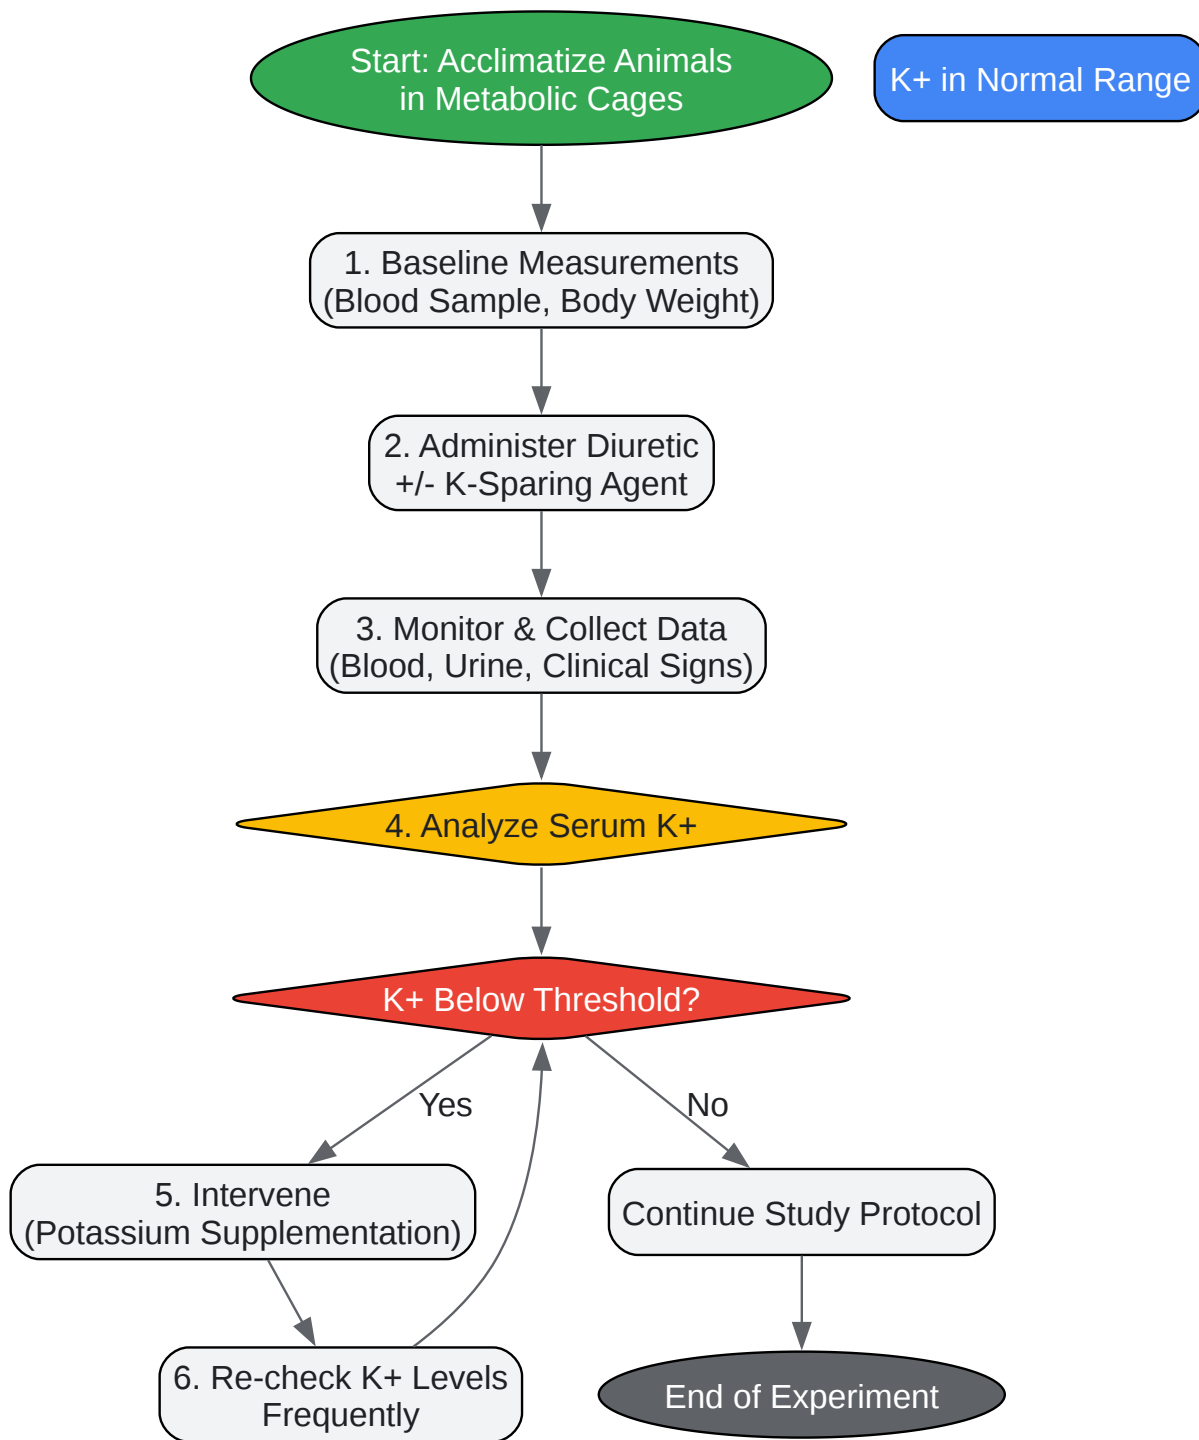 Start: Acclimatize Animals
in Metabolic Cages
K+ in Normal Range
1. Baseline Measurements
(Blood Sample, Body Weight)
2. Administer Diuretic
+/- K-Sparing Agent
3. Monitor & Collect Data
(Blood, Urine, Clinical Signs)
4. Analyze Serum K+
K+ Below Threshold?
Yes
No
5. Intervene
(Potassium Supplementation)
Continue Study Protocol
6. Re-check K+ Levels
Frequently
End of Experiment